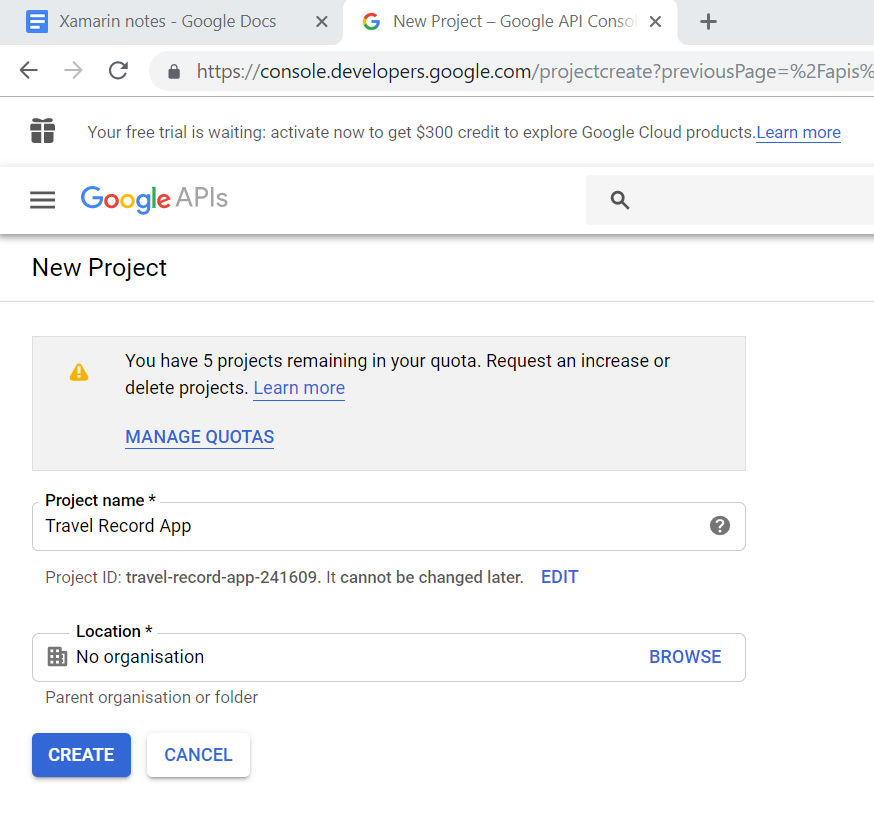 Xamarin notes - Google Docs
New Project – Google API Conso
https://console.developers.google.com/projectcreate?previousPage=%2Fapis%
Your free trial is waiting: activate now to get $300 credit to explore Google Cloud products. Learn more
Google APIs
New Project
You have 5 projects remaining in your quota. Request an increase or
delete projects. Learn more
MANAGE QUOTAS
Project name *
Travel Record App
Project ID: travel-record-app-241609. It cannot be changed later. EDIT
Location *
No organisation BROWSE
Parent organisation or folder
CREATE CANCEL